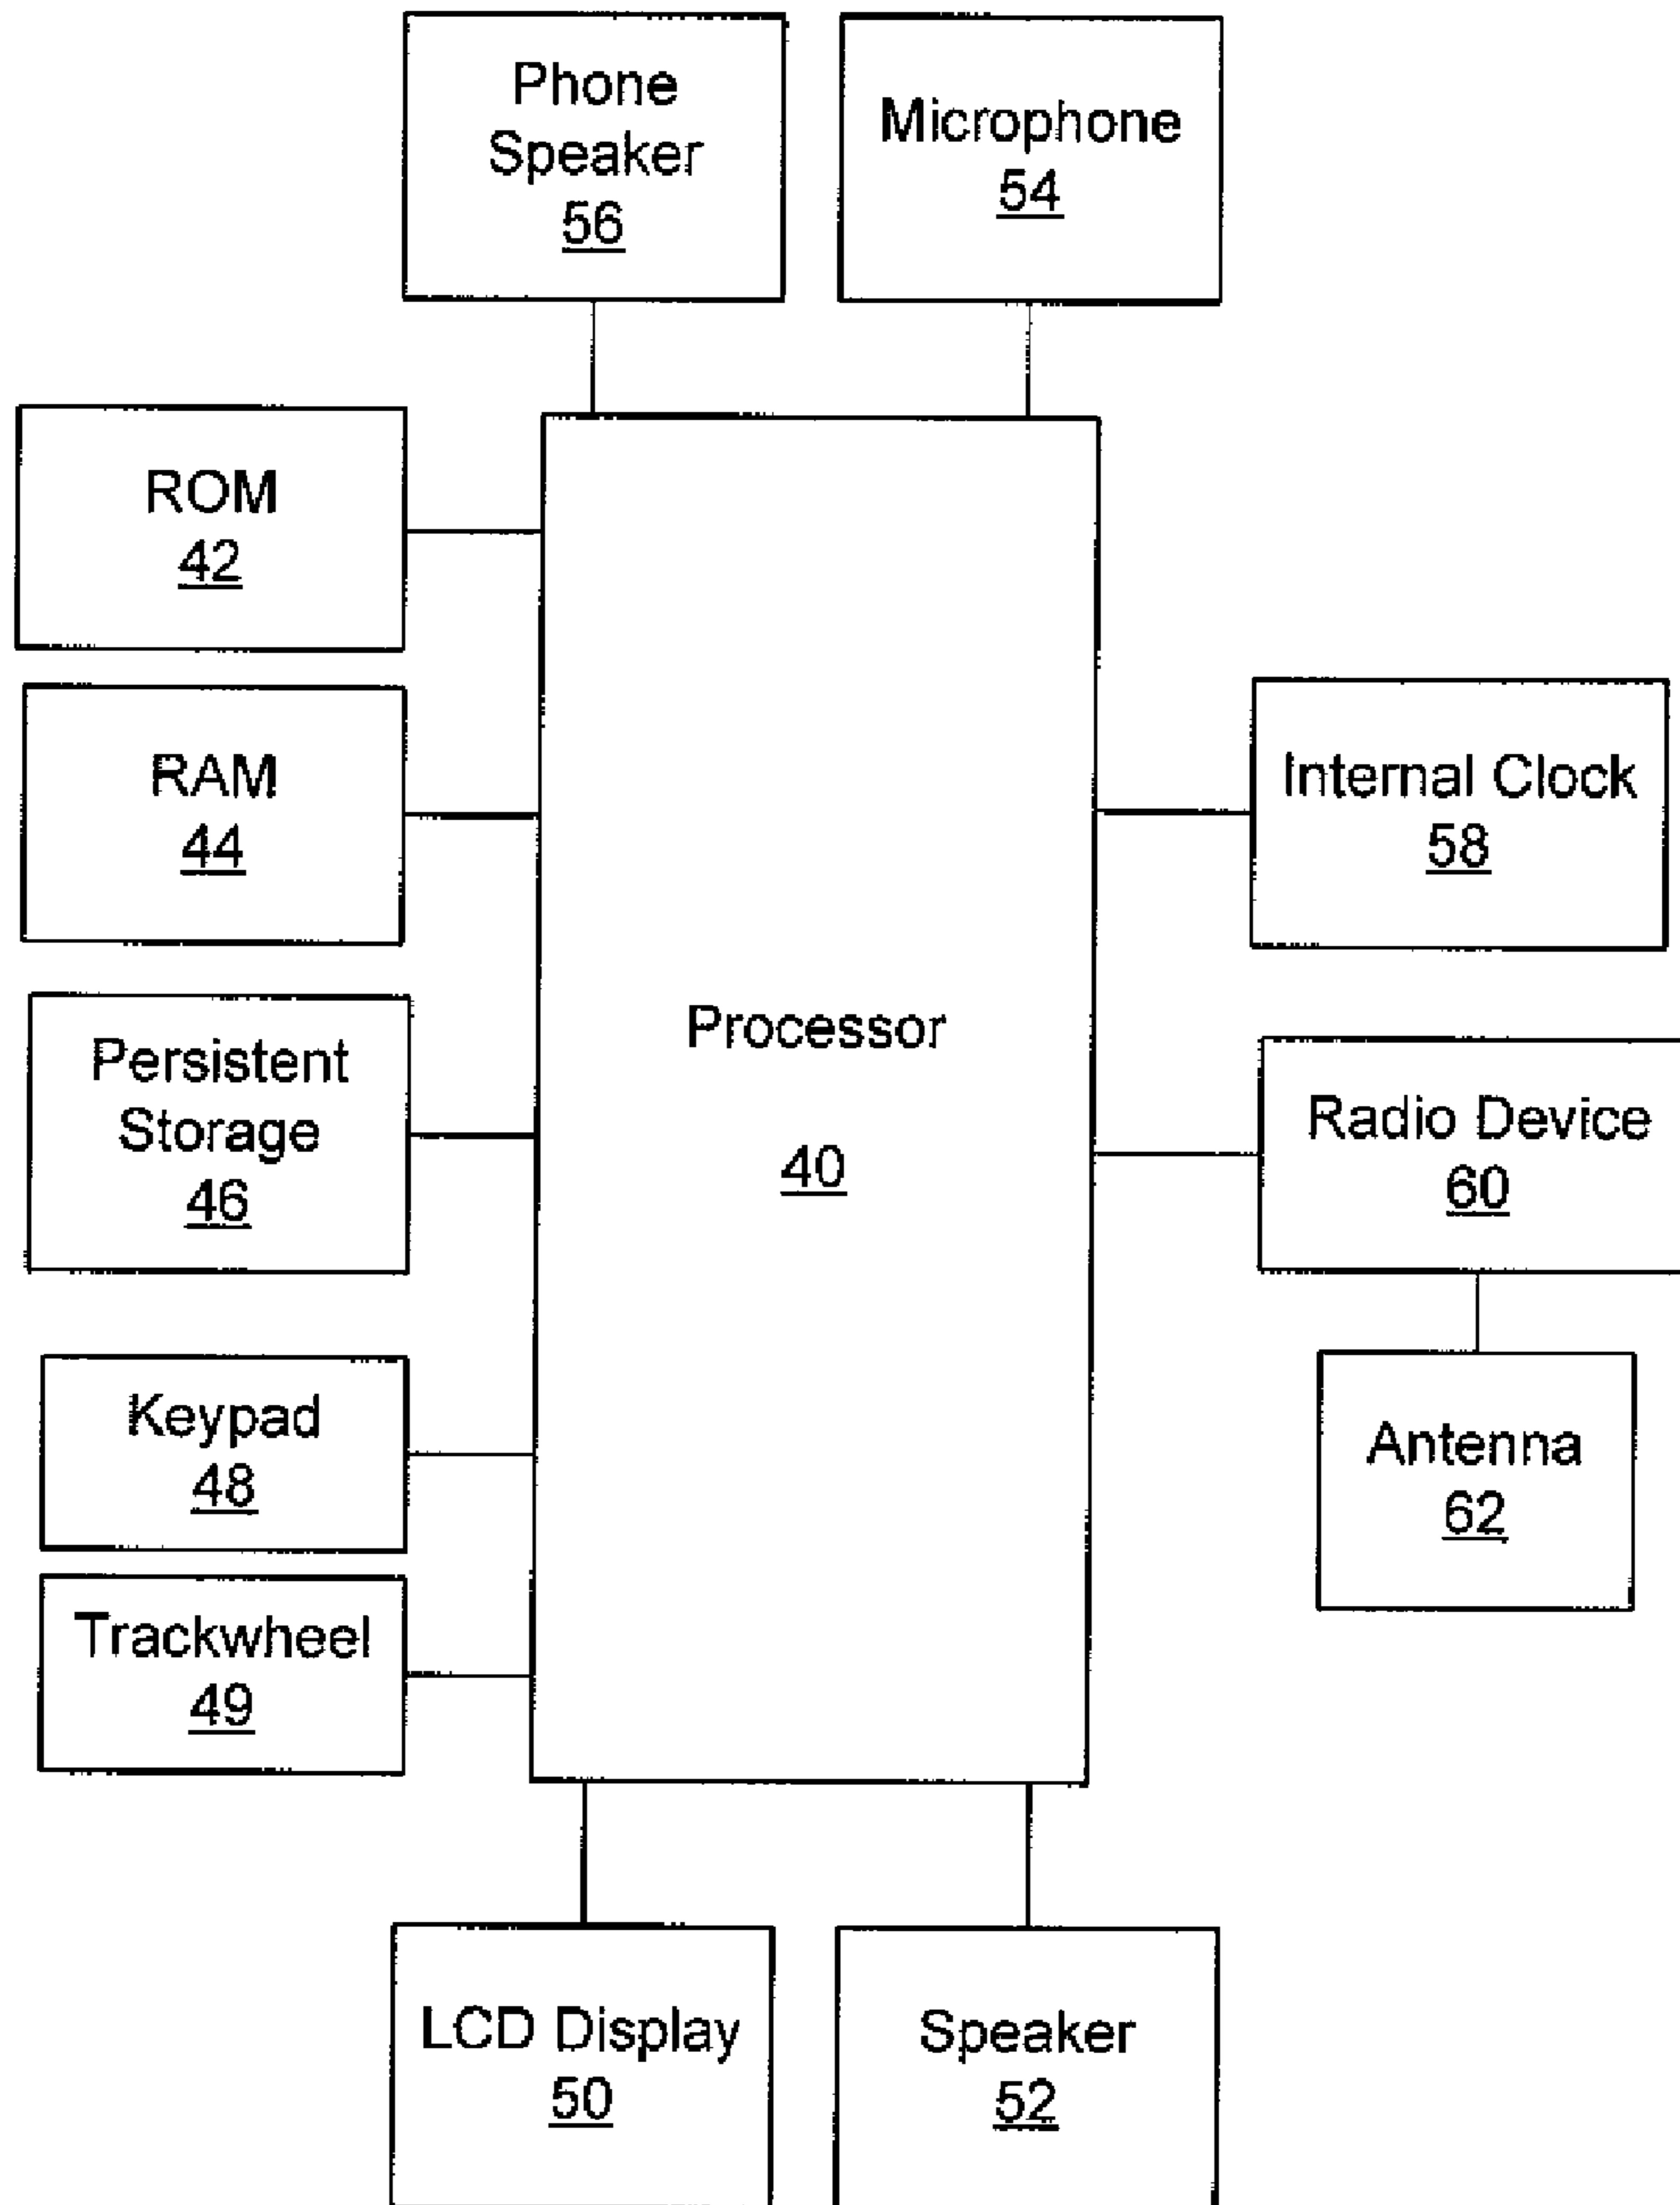 Phone
Speaker
56
Microphone
54
ROM
42
RAM
44
Internal Clock
58
Persistent
Storage
46
Processor
40
Radio Device
60
Keypad
48
Antenna
62
Trackwheel
49
LCD Display
50
Speaker
52